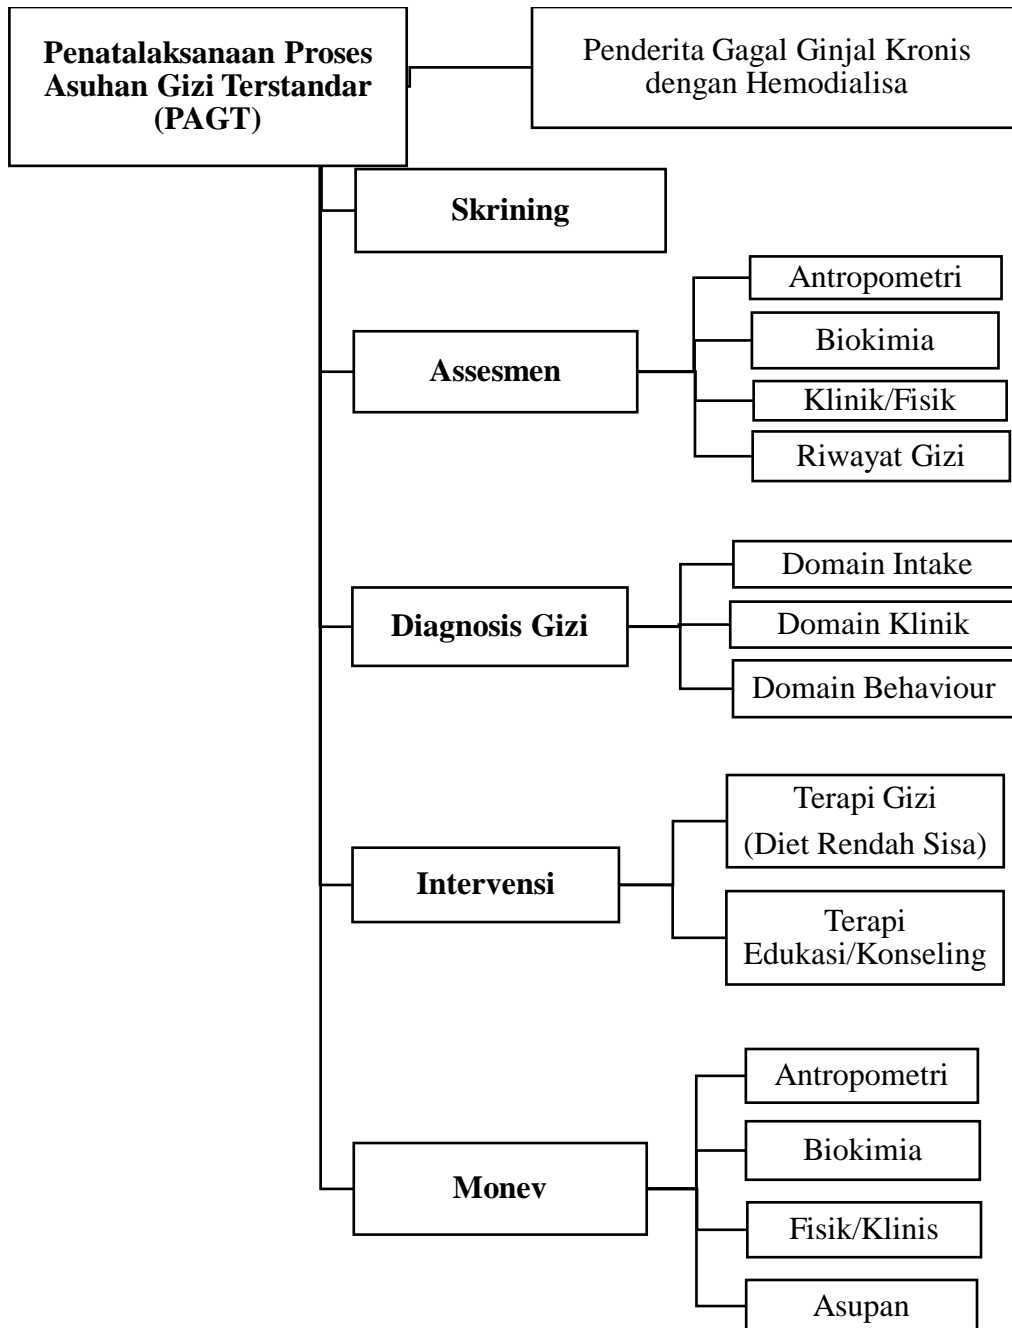 Penatalaksanaan Proses
Asuhan Gizi Terstandar
(PAGT)
Penderita Gagal Ginjal Kronis
dengan Hemodialisa
Skrining
Assesmen
Antropometri
Biokimia
Klinik/Fisik
Riwayat Gizi
Diagnosis Gizi
Domain Intake
Domain Klinik
Domain Behaviour
Intervensi
Terapi Gizi
(Diet Rendah Sisa)
Terapi
Edukasi/Konseling
Monev
Antropometri
Biokimia
Fisik/Klinis
Asupan